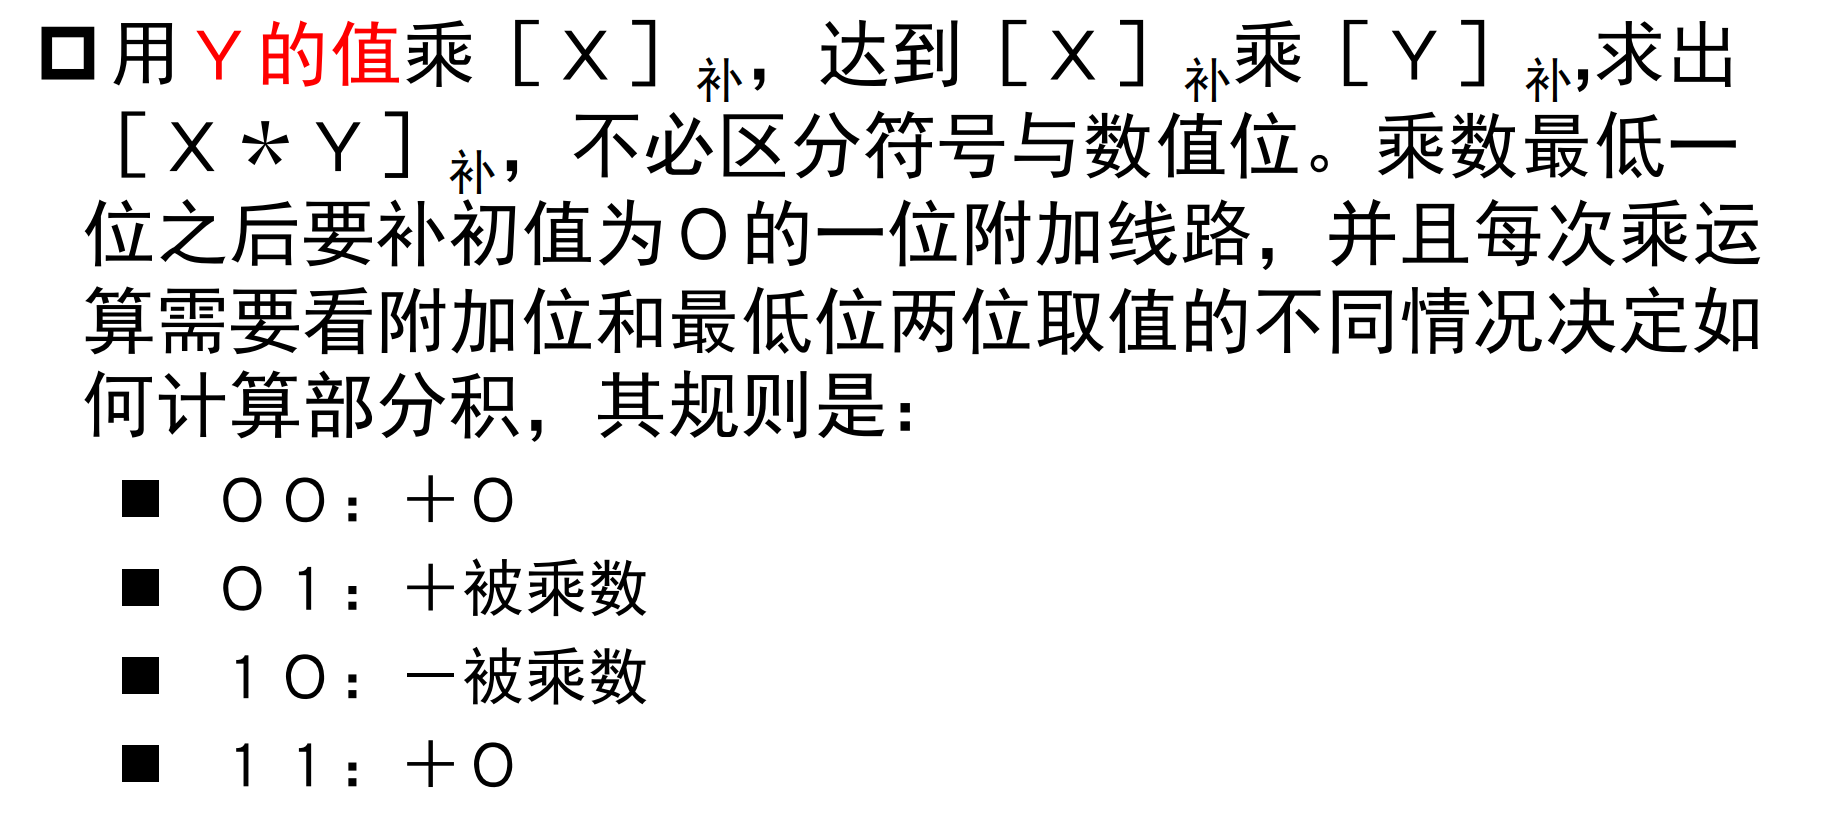 用Y的值乘［X］补，达到［X］补乘［Y］补,求出
［X*Y］补，不必区分符号与数值位。乘数最低一
位之后要补初值为0的一位附加线路，并且每次乘运
算需要看附加位和最低位两位取值的不同情况决定如
何计算部分积，其规则是：
■ 00：＋0
■ 01：＋被乘数
■ 10：－被乘数
■ 11：＋0